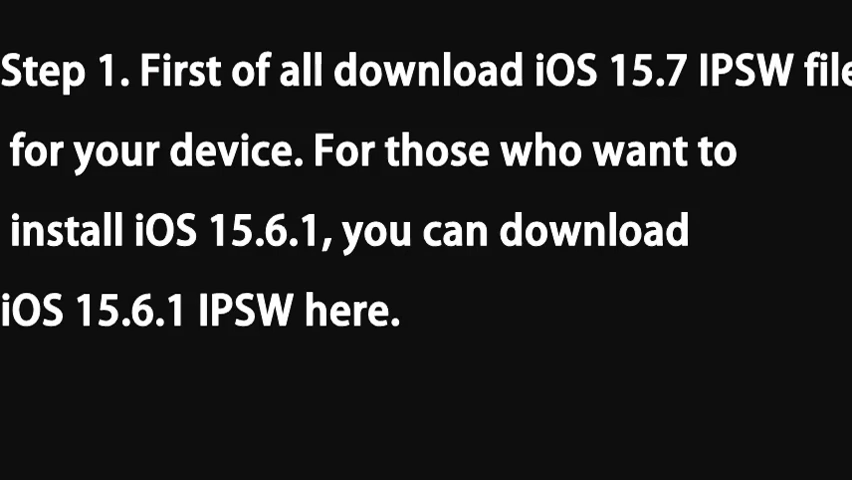 Step 1. First of all download iOS 15.7 IPSW file
for your device. For those who want to
install iOS 15.6.1, you can download
iOS 15.6.1 IPSW here.